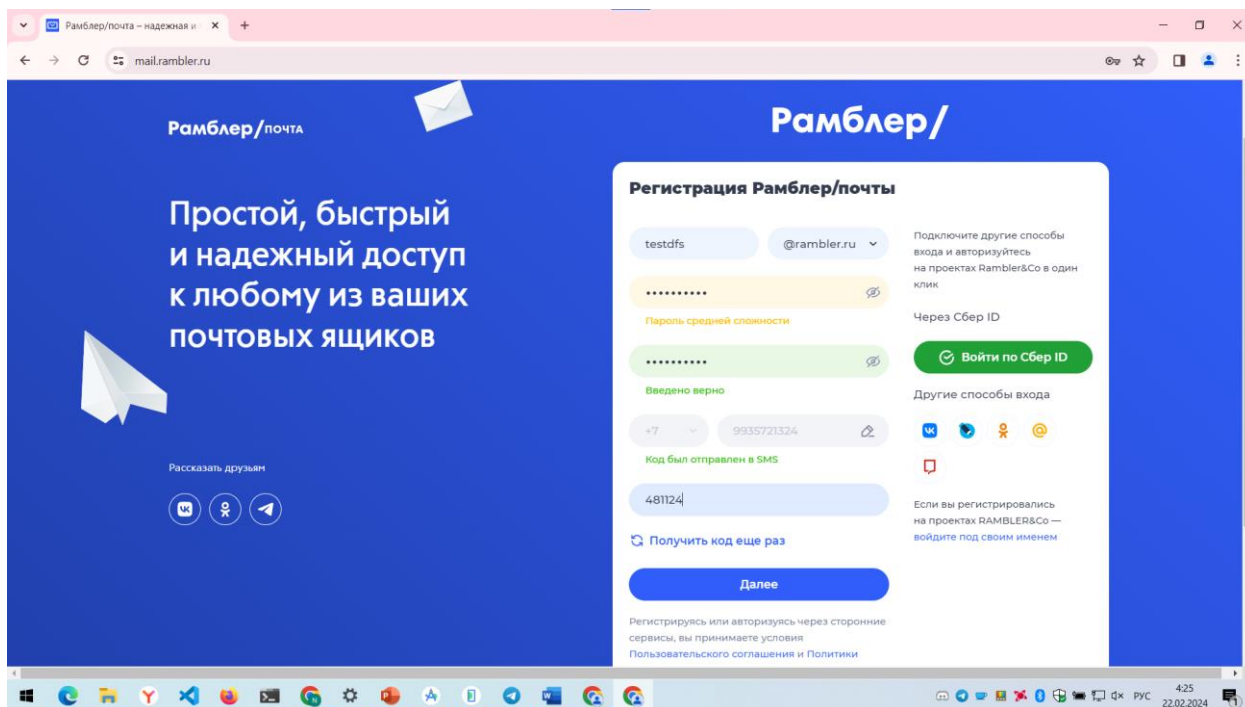 Рамблер/почта – надежная и
mail.rambler.ru
Рамблер/почта
Простой, быстрый
и надежный доступ
к любому из ваших
почтовых ящиков
Рассказать друзьям
Рамблер/
Регистрация Рамблер/почты
testdfs @rambler.ru
••••••••••
Пароль средней сложности
••••••••••
Введено верно
+7 9935721324
Код был отправлен в SMS
481124
Получить код еще раз
Далее
Регистрируясь или авторизуясь через сторонние
сервисы, вы принимаете условия
Пользовательского соглашения и Политики
Подключите другие способы
входа и авторизуйтесь
на проектах Rambler&Co в один
клик
Через Сбер ID
Войти по Сбер ID
Другие способы входа
Если вы регистрировались
на проектах RAMBLER&Co —
войдите под своим именем
РУС
4:25
22.02.2024